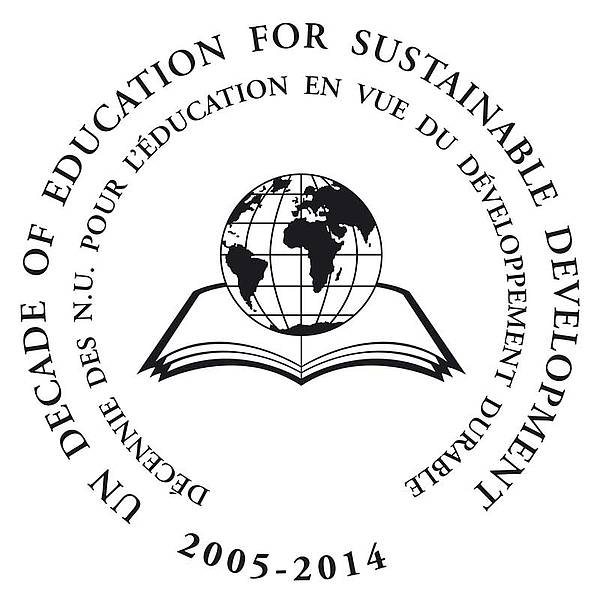 UN DECADE OF EDUCATION FOR SUSTAINABLE DEVELOPMENT
DÉCENNIE DES N.U. POUR L'ÉDUCATION EN VUE DU DÉVELOPPEMENT DURABLE
2005-2014